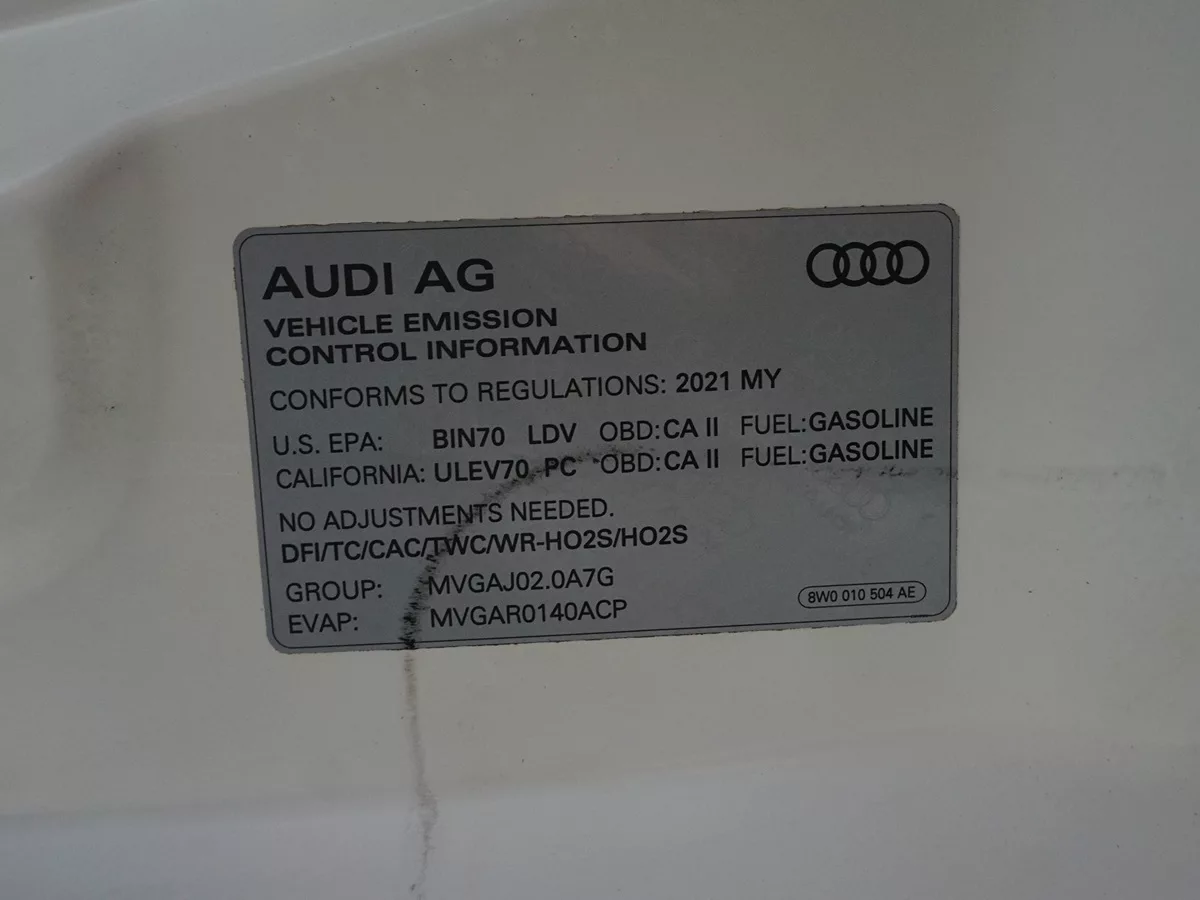 AUDI AG
VEHICLE EMISSION
CONTROL INFORMATION
CONFORMS TO REGULATIONS: 2021 MY
U.S. EPA: BIN70 LDV OBD:CA II FUEL:GASOLINE
CALIFORNIA: ULEV70 PC OBD:CA II FUEL:GASOLINE
NO ADJUSTMENTS NEEDED.
DFI/TC/CAC/TWC/WR-HO2S/HO2S
GROUP: MVGAJ02.0A7G
EVAP: MVGAR0140ACP
8W0 010 504 AE